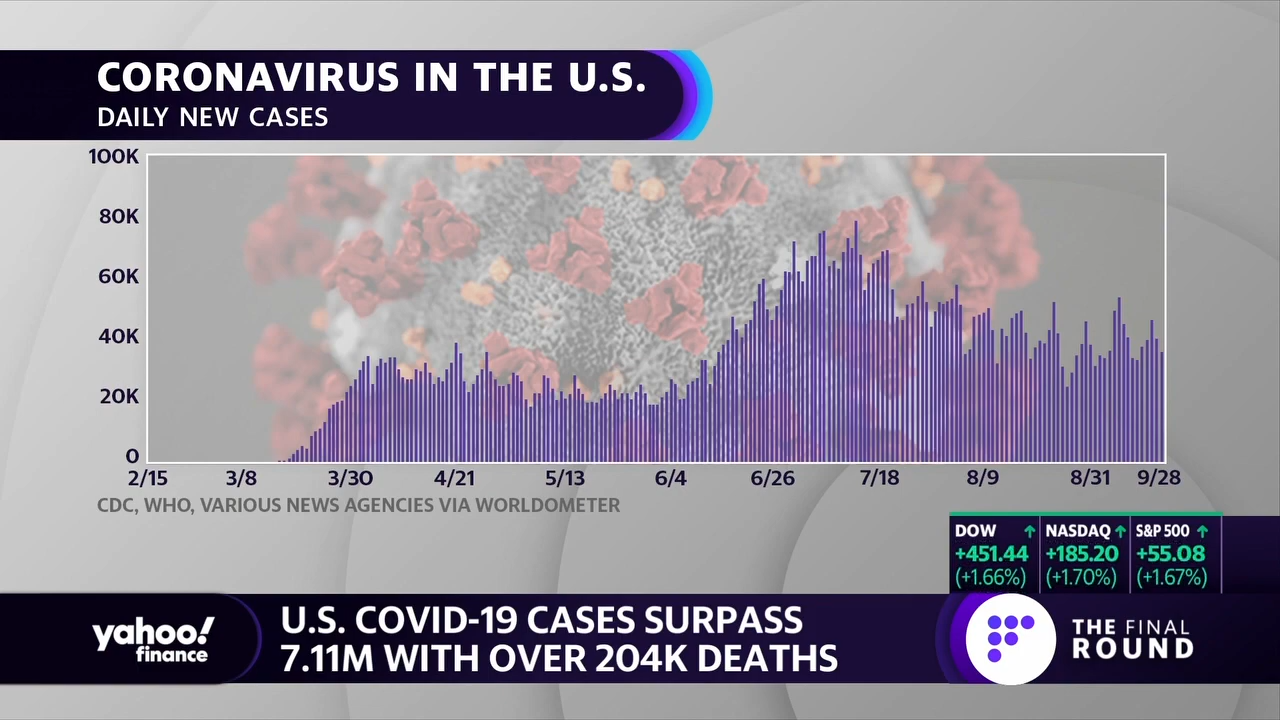 CORONAVIRUS IN THE U.S.
DAILY NEW CASES
100K
80K
60K
40K
20K
0
2/15 3/8 3/30 4/21 5/13 6/4 6/26 7/18 8/9 8/31 9/28
CDC, WHO, VARIOUS NEWS AGENCIES VIA WORLDOMETER
DOW NASDAQ S&P 500
+451.44 +185.20 +55.08
(+1.66%) (+1.70%) (+1.67%)
yahoo!
finance
U.S. COVID-19 CASES SURPASS
7.11M WITH OVER 204K DEATHS
THE FINAL
ROUND